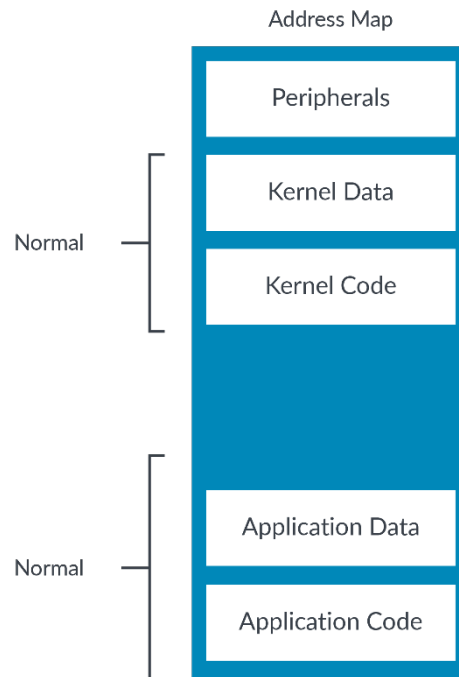 Address Map
Peripherals
Kernel Data
Normal
Kernel Code
Application Data
Normal
Application Code